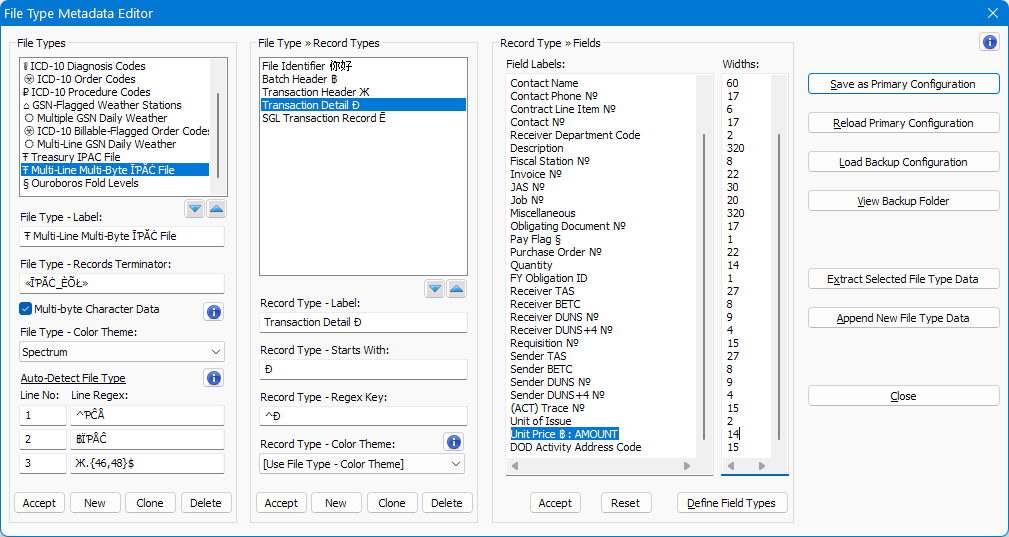 File Type Metadata Editor
File Types
ICD-10 Diagnosis Codes
ICD-10 Order Codes
ICD-10 Procedure Codes
GSN-Flagged Weather Stations
Multiple GSN Daily Weather
ICD-10 Billable-Flagged Order Codes
Multi-Line GSN Daily Weather
Ŧ Treasury IPAC File
Ŧ Multi-Line Multi-Byte ĪƤĂĊ File
§ Ouroboros Fold Levels
File Type - Label:
Ŧ Multi-Line Multi-Byte ĪƤĂĊ File
File Type - Records Terminator:
«ĪƤĂĊ_ÈÕŁ»
Multi-byte Character Data
File Type - Color Theme:
Spectrum
Auto-Detect File Type
Line No: Line Regex:
1 ^ƤĈÂ
2 ฿ÏƤÂĈ
3 Ж.{46,48}$
Accept New Clone Delete
File Type » Record Types
File Identifier 你好
Batch Header ฿
Transaction Header Ж
Transaction Detail Đ
SGL Transaction Record Ē
Record Type - Label:
Transaction Detail Đ
Record Type - Starts With:
Đ
Record Type - Regex Key:
^Đ
Record Type - Color Theme:
[Use File Type - Color Theme]
Accept New Clone Delete
Record Type » Fields
Field Labels: Widths:
Contact Name 60
Contact Phone № 17
Contract Line Item № 6
Contact № 17
Receiver Department Code 2
Description 320
Fiscal Station № 8
Invoice № 22
JAS № 30
Job № 20
Miscellaneous 320
Obligating Document № 17
Pay Flag § 1
Purchase Order № 22
Quantity 14
FY Obligation ID 1
Receiver TAS 27
Receiver BETC 8
Receiver DUNS № 9
Receiver DUNS+4 № 4
Requisition № 15
Sender TAS 27
Sender BETC 8
Sender DUNS № 9
Sender DUNS+4 № 4
(ACT) Trace № 15
Unit of Issue 2
Unit Price ฿ : AMOUNT 14
DOD Activity Address Code 15
Accept Reset Define Field Types
Save as Primary Configuration
Reload Primary Configuration
Load Backup Configuration
View Backup Folder
Extract Selected File Type Data
Append New File Type Data
Close